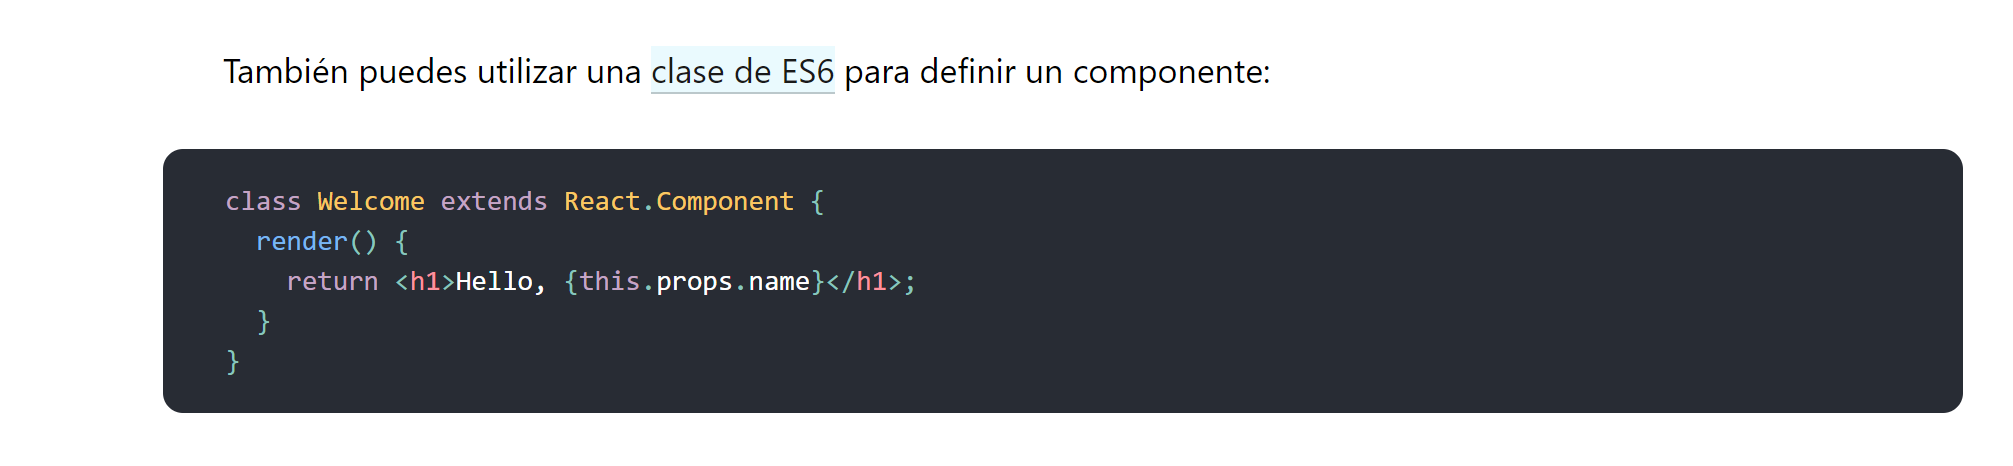 También puedes utilizar una clase de ES6 para definir un componente:
class Welcome extends React.Component {
  render() {
    return <h1>Hello, {this.props.name}</h1>;
  }
}